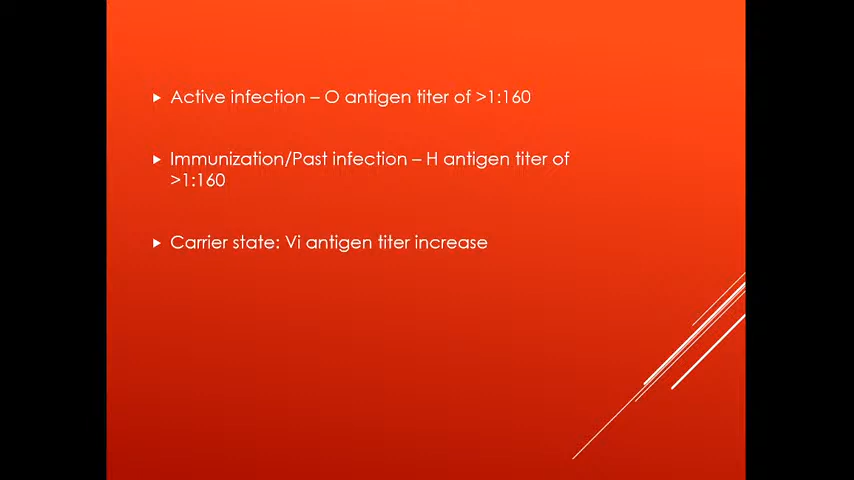 Active infection – O antigen titer of >1:160
Immunization/Past infection – H antigen titer of
>1:160
Carrier state: Vi antigen titer increase